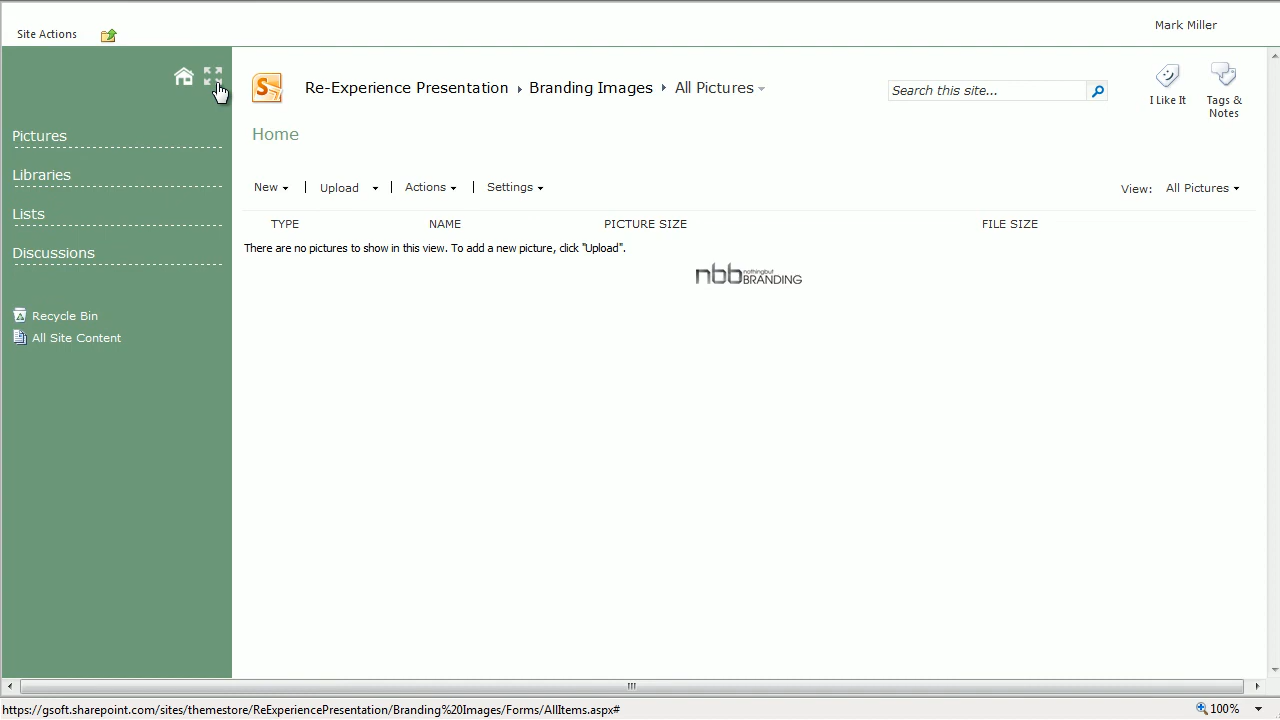 Site Actions
Mark Miller
Re-Experience Presentation Branding Images All Pictures
Search this site...
I Like It
Tags &
Notes
Home
Pictures
Libraries
Lists
Discussions
Recycle Bin
All Site Content
New | Upload | Actions | Settings
View: All Pictures
TYPE NAME PICTURE SIZE FILE SIZE
There are no pictures to show in this view. To add a new picture, click "Upload".
nbb nothingbut BRANDING
https://gsoft.sharepoint.com/sites/themestore/ReExperiencePresentation/Branding%20Images/Forms/AllItems.aspx#
100%